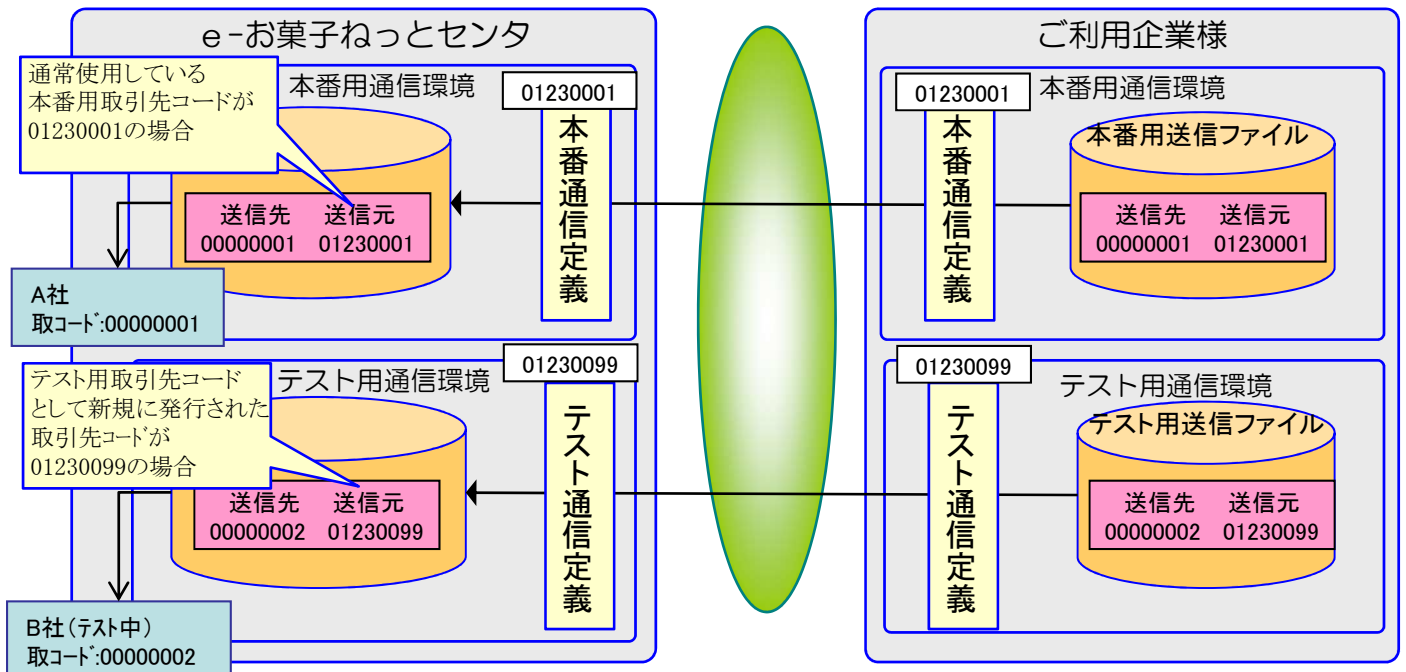 e-お菓子ねっとセンタ
通常使用している
本番用取引先コードが
01230001の場合
本番用通信環境
01230001
本番通信定義
送信先 送信元
00000001 01230001
A社
取コード:00000001
テスト用取引先コード
として新規に発行された
取引先コードが
01230099の場合
テスト用通信環境
01230099
テスト通信定義
送信先 送信元
00000002 01230099
B社(テスト中)
取コード:00000002
ご利用企業様
01230001
本番用通信環境
本番通信定義
本番用送信ファイル
送信先 送信元
00000001 01230001
01230099
テスト用通信環境
テスト通信定義
テスト用送信ファイル
送信先 送信元
00000002 01230099